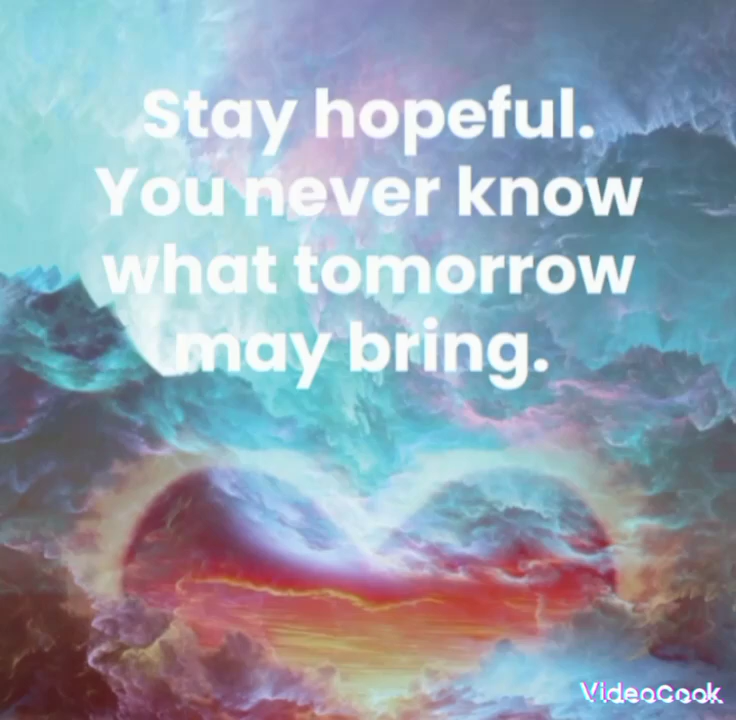 Stay hopeful.
You never know
what tomorrow
may bring.
VideoCook